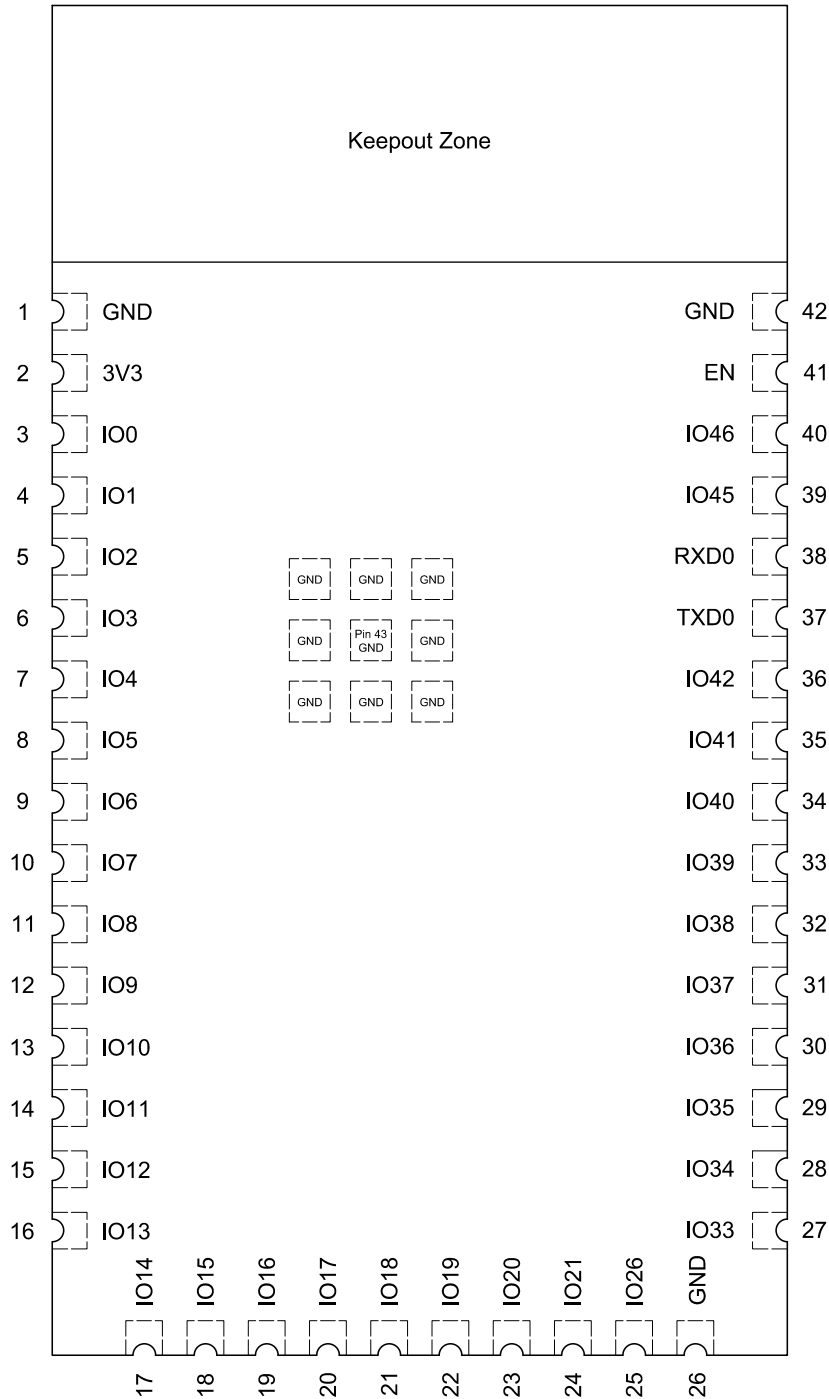 Keepout Zone
1 GND GND 42
2 3V3 EN 41
3 IO0 IO46 40
4 IO1 IO45 39
5 IO2 RXD0 38
GND GND GND
6 IO3 TXD0 37
GND Pin 43 GND
GND
7 IO4 IO42 36
GND GND GND
8 IO5 IO41 35
9 IO6 IO40 34
10 IO7 IO39 33
11 IO8 IO38 32
12 IO9 IO37 31
13 IO10 IO36 30
14 IO11 IO35 29
15 IO12 IO34 28
16 IO13 IO33 27
IO14 IO15 IO16 IO17 IO18 IO19 IO20 IO21 IO26 GND
17 18 19 20 21 22 23 24 25 26